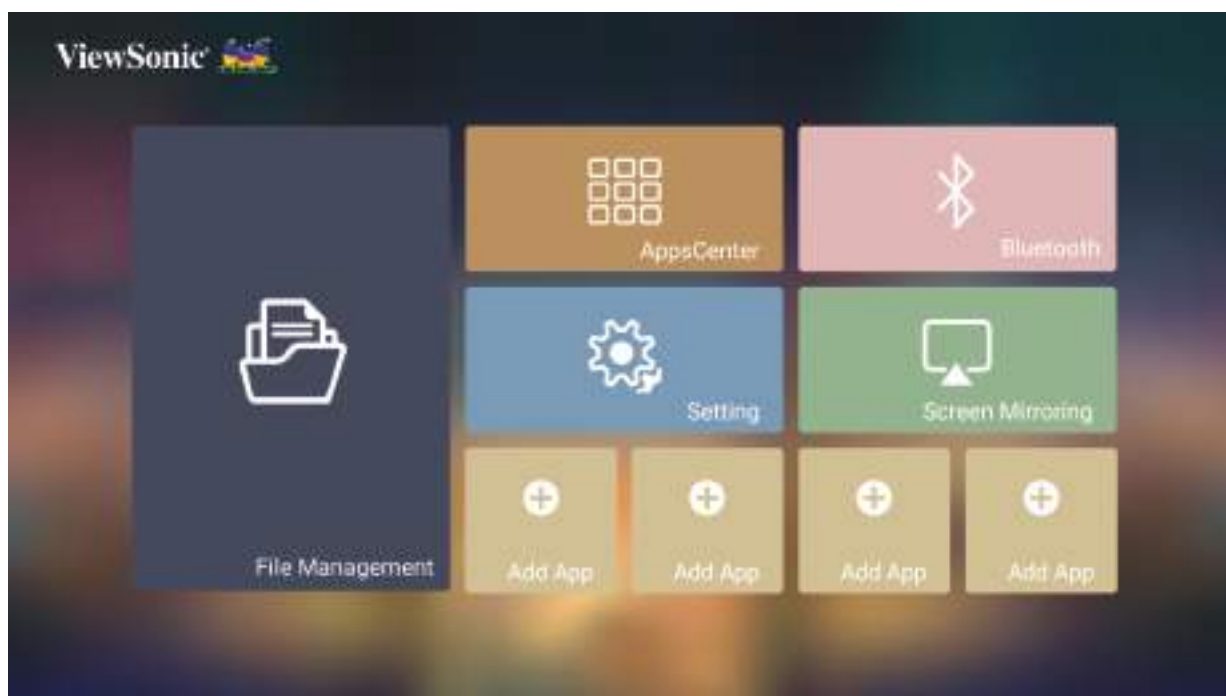 ViewSonic
AppsCenter
Bluetooth
Setting
Screen Mirroring
File Management
Add App
Add App
Add App
Add App